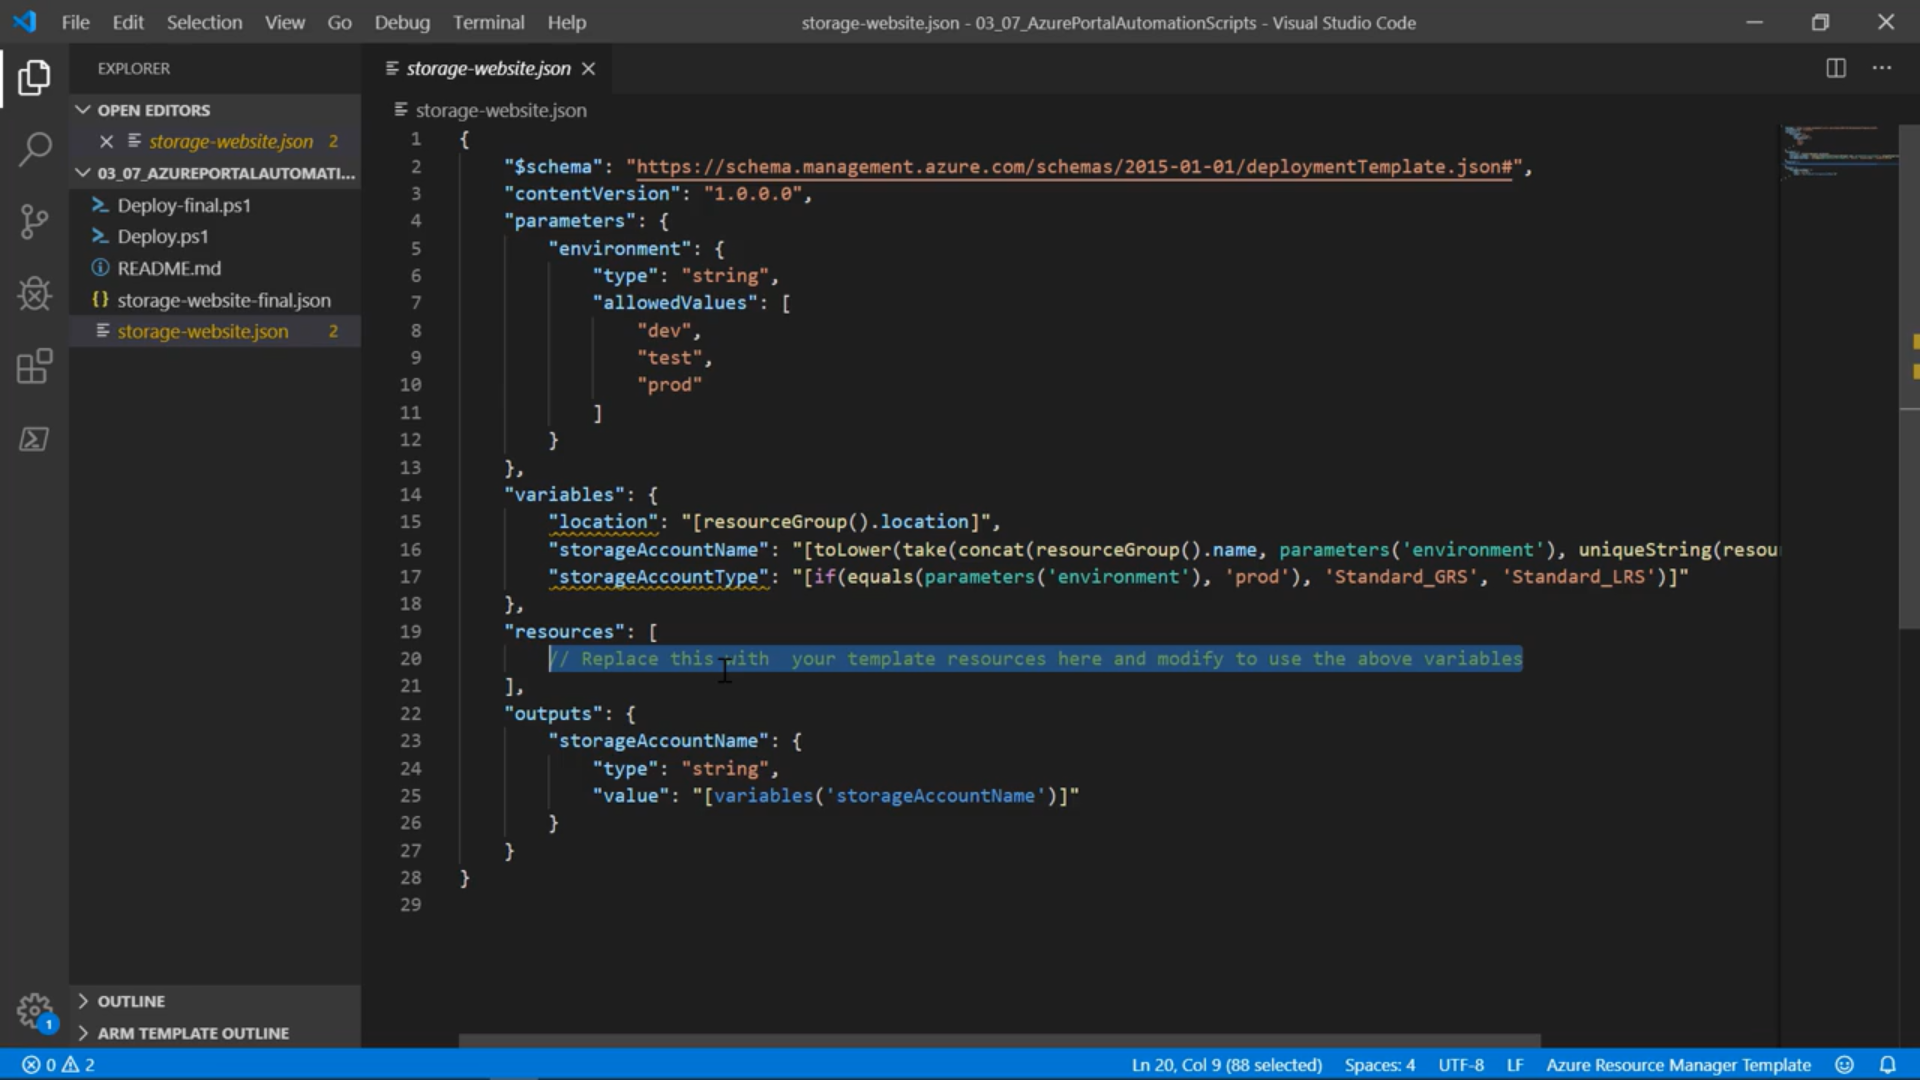 File Edit Selection View Go Debug Terminal Help
storage-website.json - 03_07_AzurePortalAutomationScripts - Visual Studio Code
EXPLORER
OPEN EDITORS
storage-website.json 2
03_07_AZUREPORTALAUTOMATI...
Deploy-final.ps1
Deploy.ps1
README.md
storage-website-final.json
storage-website.json 2
OUTLINE
ARM TEMPLATE OUTLINE
storage-website.json
storage-website.json
1 {
2 "$schema": "https://schema.management.azure.com/schemas/2015-01-01/deploymentTemplate.json#",
3 "contentVersion": "1.0.0.0",
4 "parameters": {
5 "environment": {
6 "type": "string",
7 "allowedValues": [
8 "dev",
9 "test",
10 "prod"
11 ]
12 }
13 },
14 "variables": {
15 "location": "[resourceGroup().location]",
16 "storageAccountName": "[toLower(take(concat(resourceGroup().name, parameters('environment'), uniqueString(resou
17 "storageAccountType": "[if(equals(parameters('environment'), 'prod'), 'Standard_GRS', 'Standard_LRS')]"
18 },
19 "resources": [
20 // Replace this with  your template resources here and modify to use the above variables
21 ],
22 "outputs": {
23 "storageAccountName": {
24 "type": "string",
25 "value": "[variables('storageAccountName')]"
26 }
27 }
28 }
29
1
0 2
Ln 20, Col 9 (88 selected) Spaces: 4 UTF-8 LF Azure Resource Manager Template